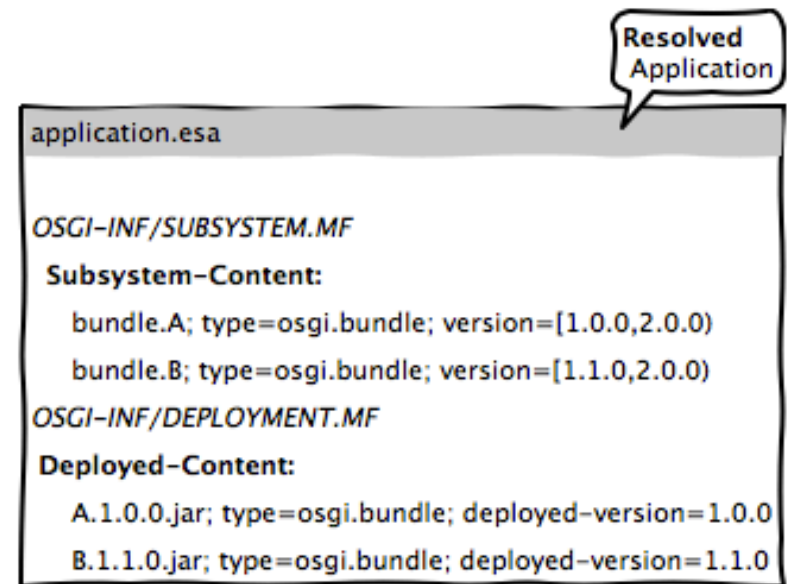 Resolved
Application
application.esa
OSGI-INF/SUBSYSTEM.MF
Subsystem-Content:
bundle.A; type=osgi.bundle; version=[1.0.0,2.0.0)
bundle.B; type=osgi.bundle; version=[1.1.0,2.0.0)
OSGI-INF/DEPLOYMENT.MF
Deployed-Content:
A.1.0.0.jar; type=osgi.bundle; deployed-version=1.0.0
B.1.1.0.jar; type=osgi.bundle; deployed-version=1.1.0